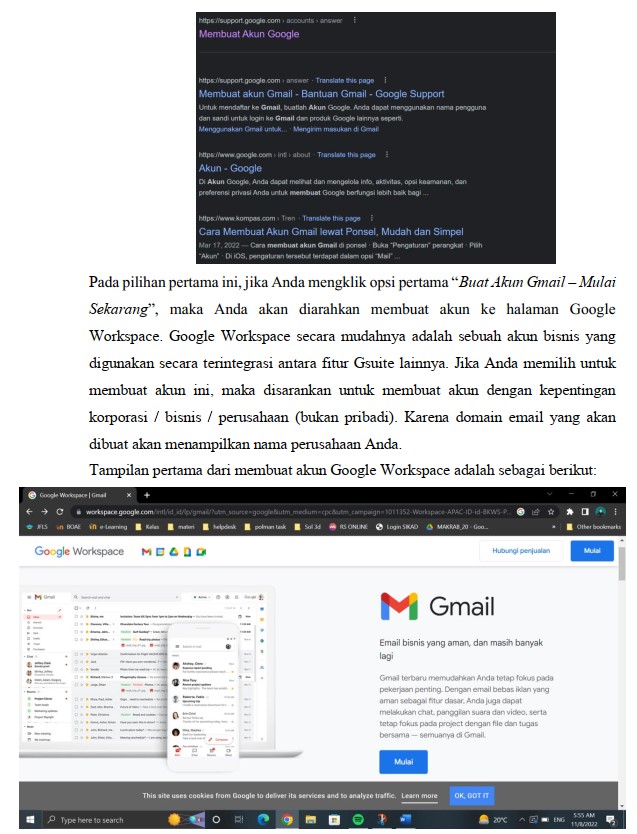 https://support.google.com › accounts › answer
Membuat Akun Google
https://support.google.com › answer · Translate this page
Membuat akun Gmail - Bantuan Gmail - Google Support
Untuk mendaftar ke Gmail, buatlah Akun Google. Anda dapat menggunakan nama pengguna
dan sandi untuk login ke Gmail dan produk Google lainnya seperti.
Menggunakan Gmail untuk... · Mengirim masukan di Gmail
https://www.google.com › intl › about · Translate this page
Akun - Google
Di Akun Google, Anda dapat melihat dan mengelola info, aktivitas, opsi keamanan, dan
preferensi privasi Anda untuk membuat Google berfungsi lebih baik bagi ...
https://www.kompas.com › Tren · Translate this page
Cara Membuat Akun Gmail lewat Ponsel, Mudah dan Simpel
Mar 17, 2022 — Cara membuat akun Gmail di ponsel · Buka "Pengaturan" perangkat · Pilih
"Akun" · Di iOS, pengaturan tersebut terdapat dalam opsi "Mail" ...
Pada pilihan pertama ini, jika Anda mengklik opsi pertama “Buat Akun Gmail – Mulai
Sekarang”, maka Anda akan diarahkan membuat akun ke halaman Google
Workspace. Google Workspace secara mudahnya adalah sebuah akun bisnis yang
digunakan secara terintegrasi antara fitur Gsuite lainnya. Jika Anda memilih untuk
membuat akun ini, maka disarankan untuk membuat akun dengan kepentingan
korporasi / bisnis / perusahaan (bukan pribadi). Karena domain email yang akan
dibuat akan menampilkan nama perusahaan Anda.
Tampilan pertama dari membuat akun Google Workspace adalah sebagai berikut:
Google Workspace | Gmail
workspace.google.com/intl/id_id/lp/gmail/?utm_source=google&utm_medium=cpc&utm_campaign=1011352-Workspace-APAC-ID-id-BKWS-P...
JFLS in BOAE in e-Learning Kelas materi helpdesk polman task Sol 3d RS ONLINE Login SIKAD MAKRAB_20 - Goo... » Other bookmarks
Google Workspace Hubungi penjualan Mulai
Gmail
Email bisnis yang aman, dan masih banyak
lagi
Gmail terbaru memudahkan Anda tetap fokus pada
pekerjaan penting. Dengan email bebas iklan yang
aman sebagai fitur dasar, Anda juga dapat
melakukan chat, panggilan suara dan video, serta
tetap fokus pada project dengan file dan tugas
bersama — semuanya di Gmail.
Mulai
This site uses cookies from Google to deliver its services and to analyze traffic. Learn more OK, GOT IT
Type here to search 20°C ENG 5:55 AM
11/8/2022